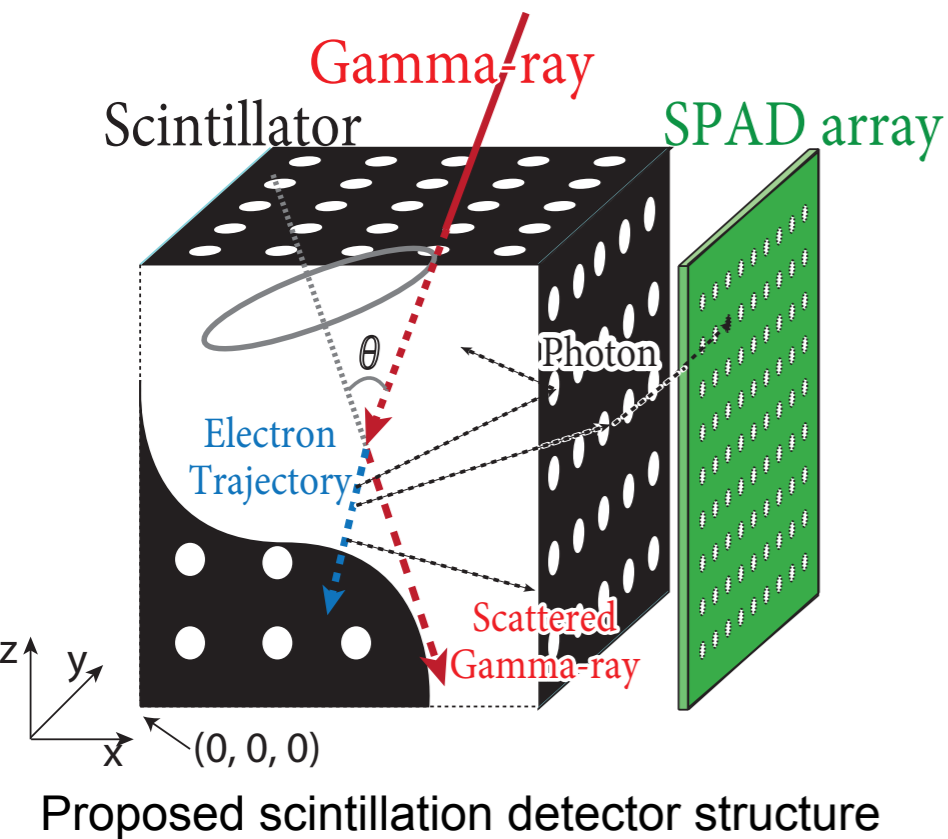 Gamma-ray
Scintillator
SPAD array
θ
Photon
Electron
Trajectory
Scattered
Gamma-ray
z
y
x
(0, 0, 0)
Proposed scintillation detector structure